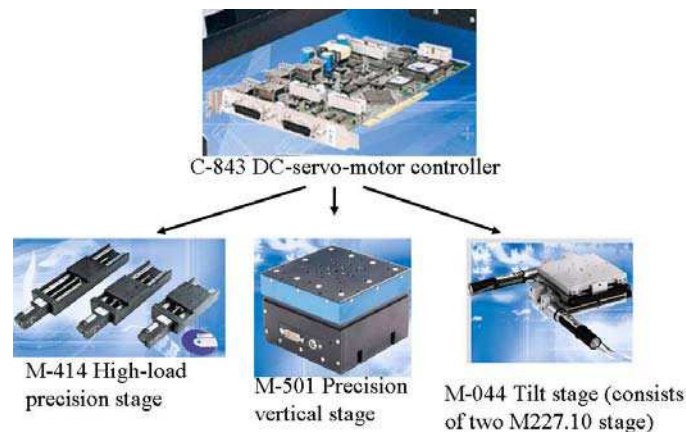 C-843 DC-servo-motor controller
M-414 High-load
precision stage
M-501 Precision
vertical stage
M-044 Tilt stage (consists
of two M227.10 stage)